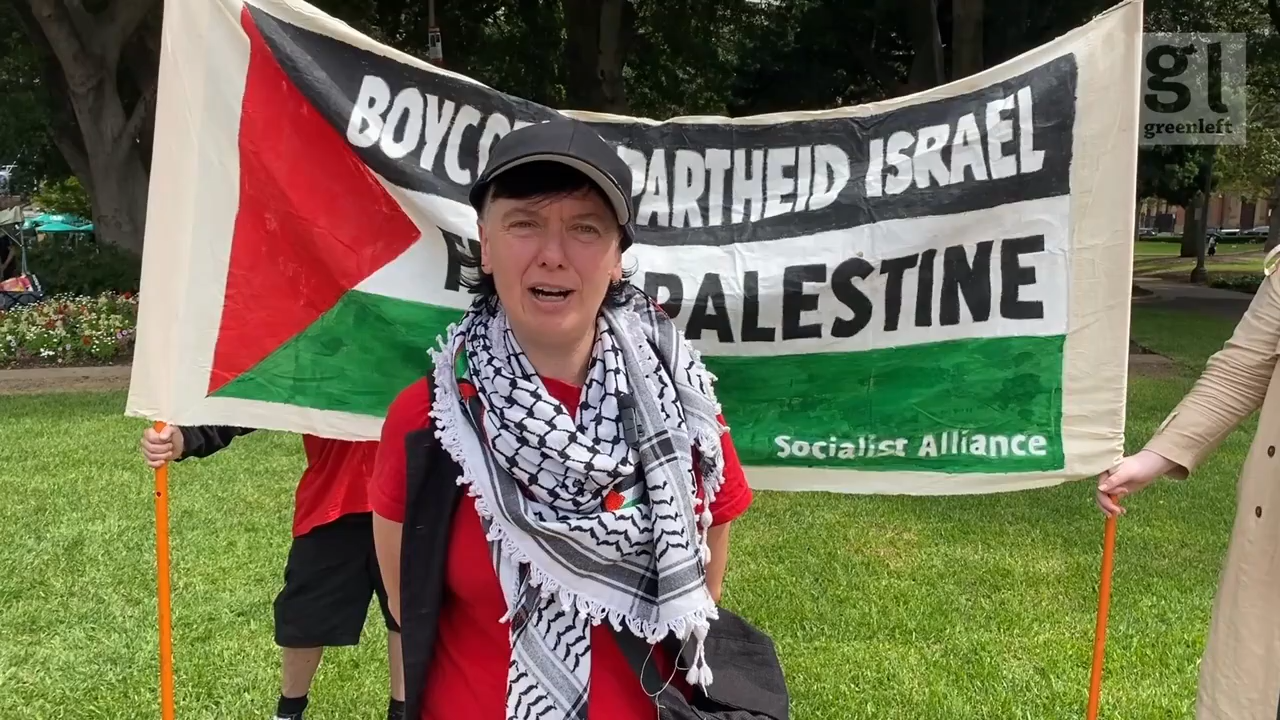 BOYCO PARTHEID ISRAEL
PALESTINE
Socialist Alliance
gl
greenleft